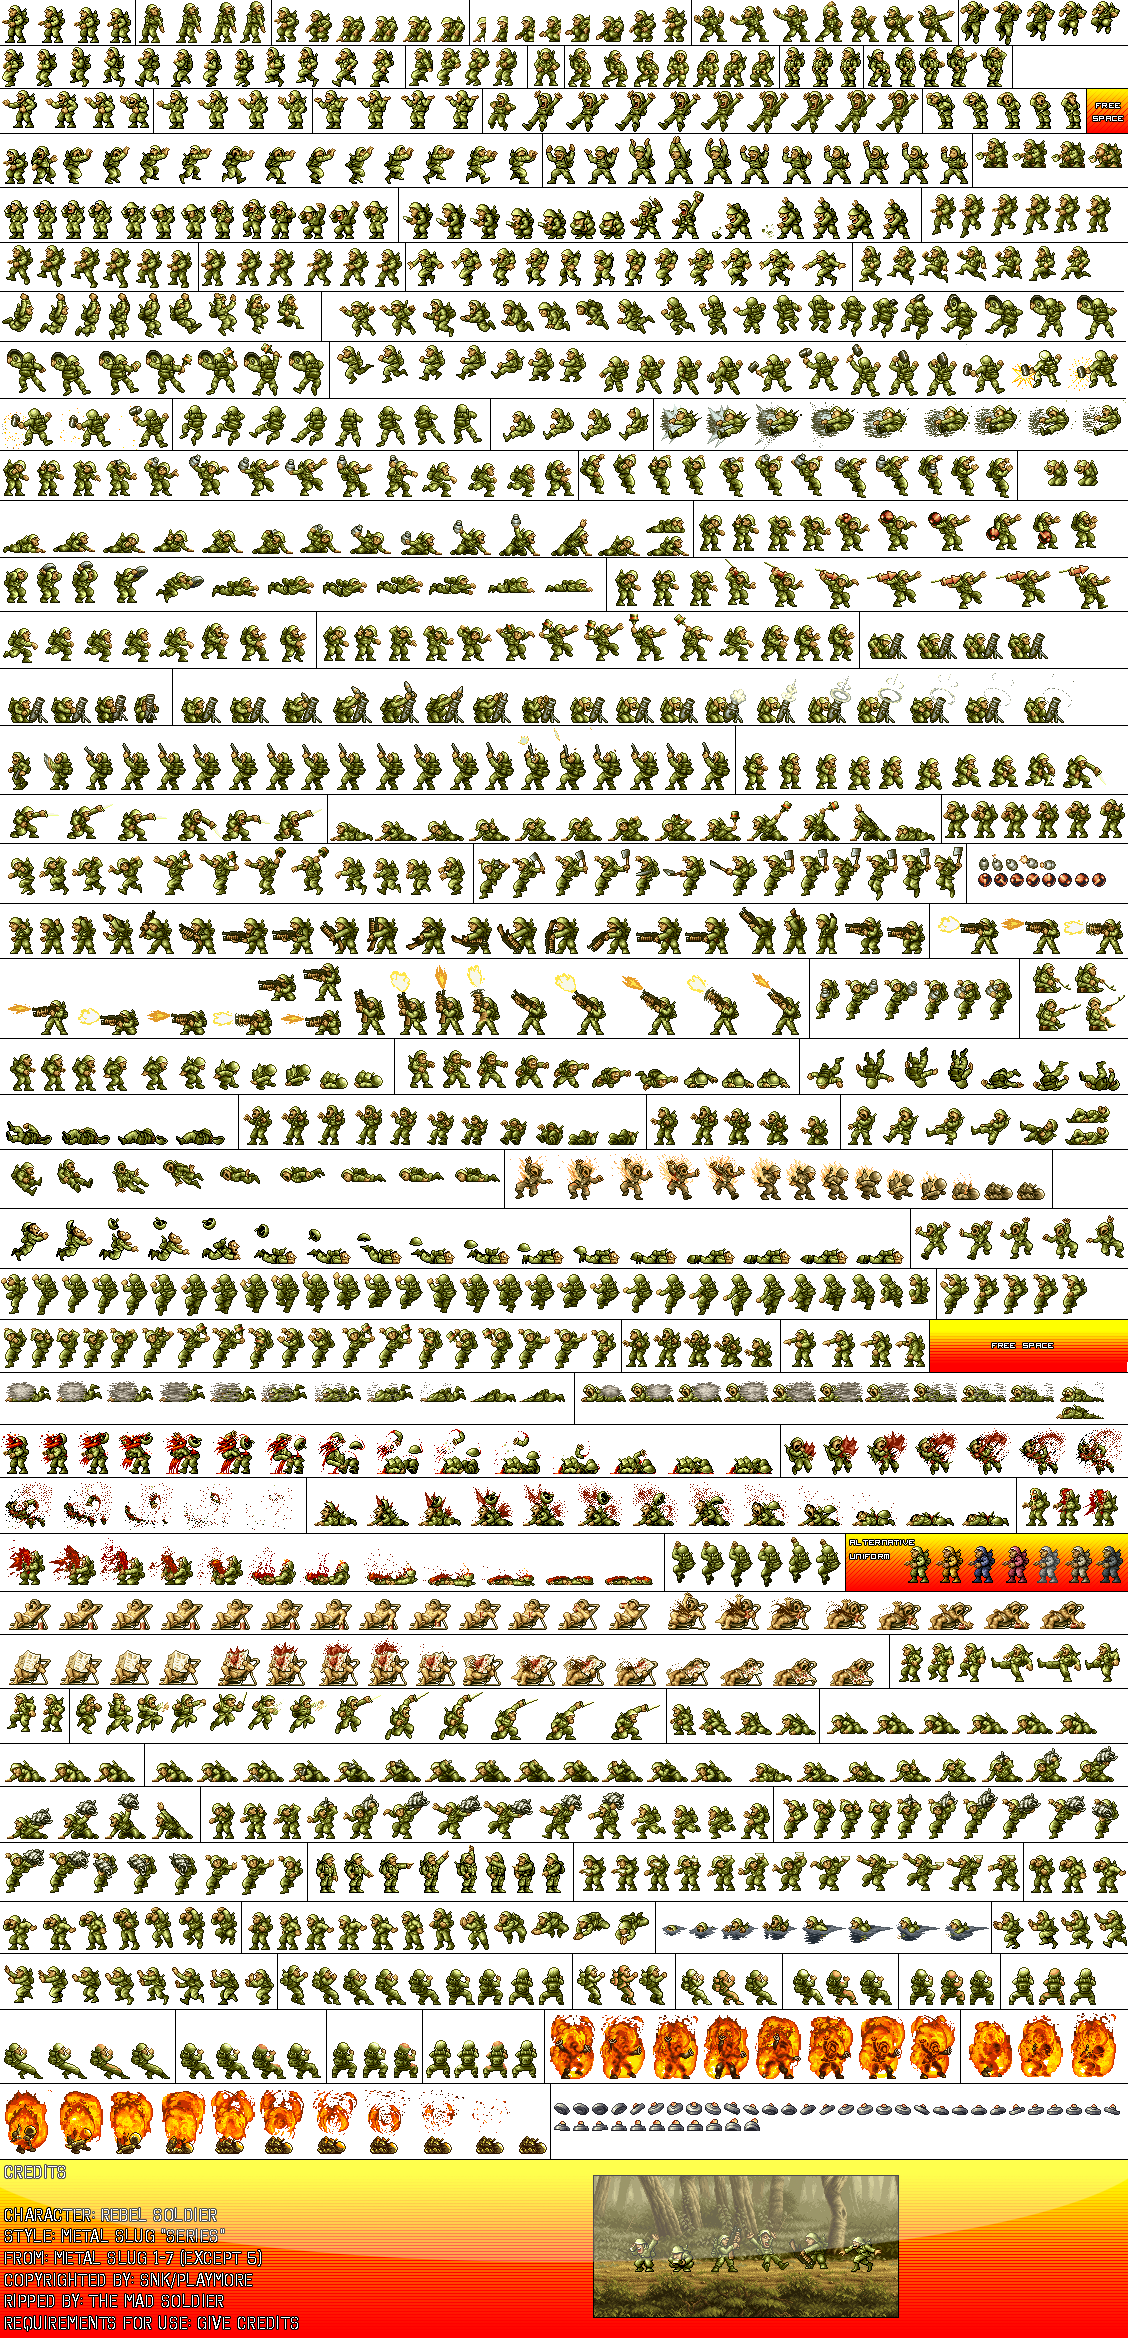 FREE
SPACE
FREE SPACE
ALTERNATIVE
UNIFORM
CREDITS
CHARACTER: REBEL SOLDIER
STYLE: METAL SLUG "SERIES"
FROM: METAL SLUG 1-7 (EXCEPT 5)
COPYRIGHTED BY: SNK/PLAYMORE
RIPPED BY: THE MAD SOLDIER
REQUIREMENTS FOR USE: GIVE CREDITS